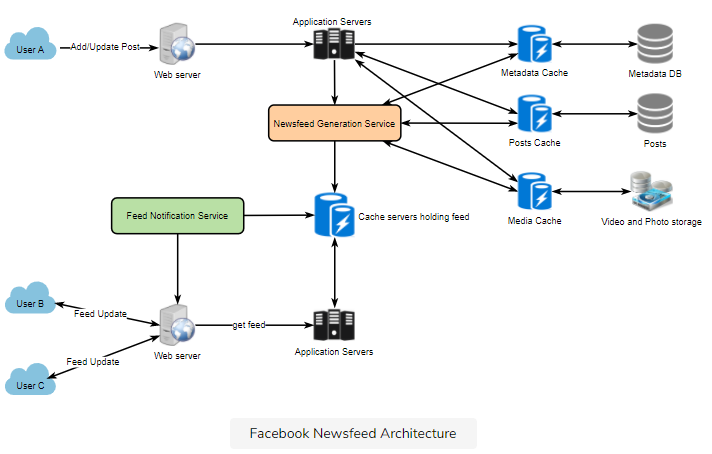 Application Servers
User A
Add/Update Post
Web server
Metadata Cache
Metadata DB
Newsfeed Generation Service
Posts Cache
Posts
Feed Notification Service
Cache servers holding feed
Media Cache
Video and Photo storage
User B
Feed Update
get feed
Web server
Application Servers
Feed Update
User C
Facebook Newsfeed Architecture